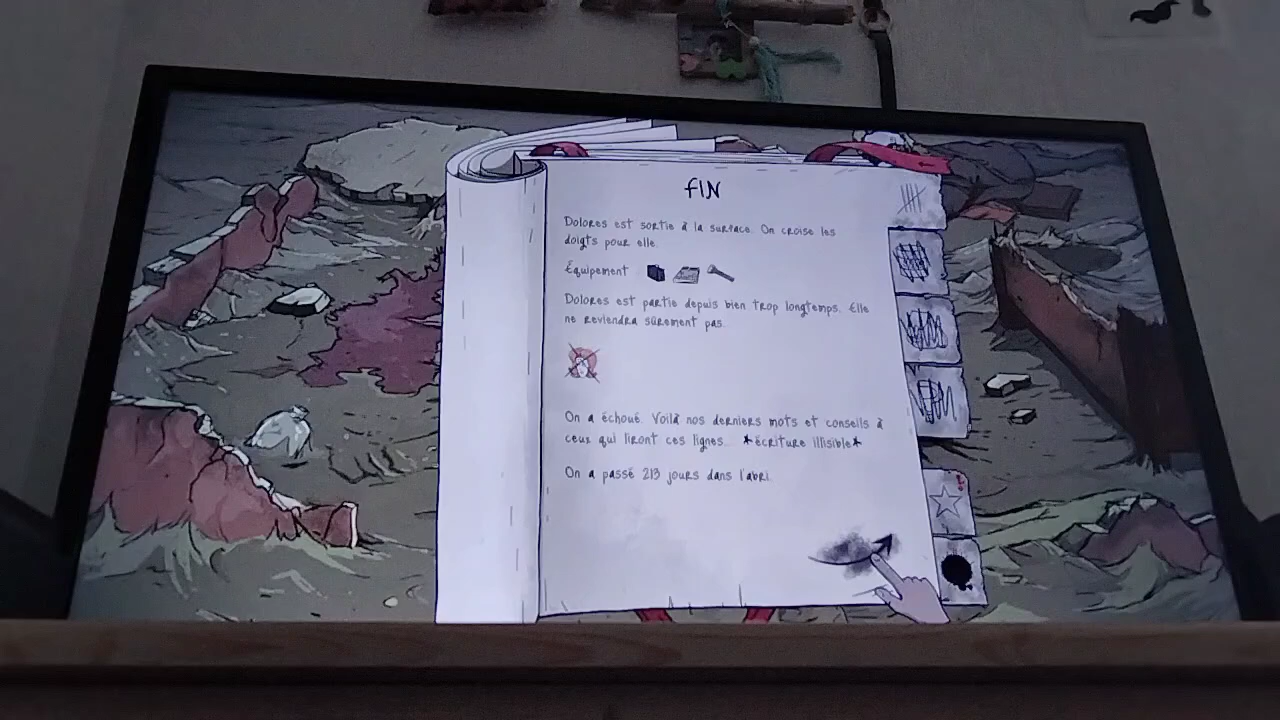 FIN
Dolores est sortie à la surface. On croise les
doigts pour elle.
Équipement
Dolores est partie depuis bien trop longtemps. Elle
ne reviendra sûrement pas.
On a échoué. Voilà nos derniers mots et conseils à
ceux qui liront ces lignes... *écriture illisible*
On a passé 213 jours dans l'abri.